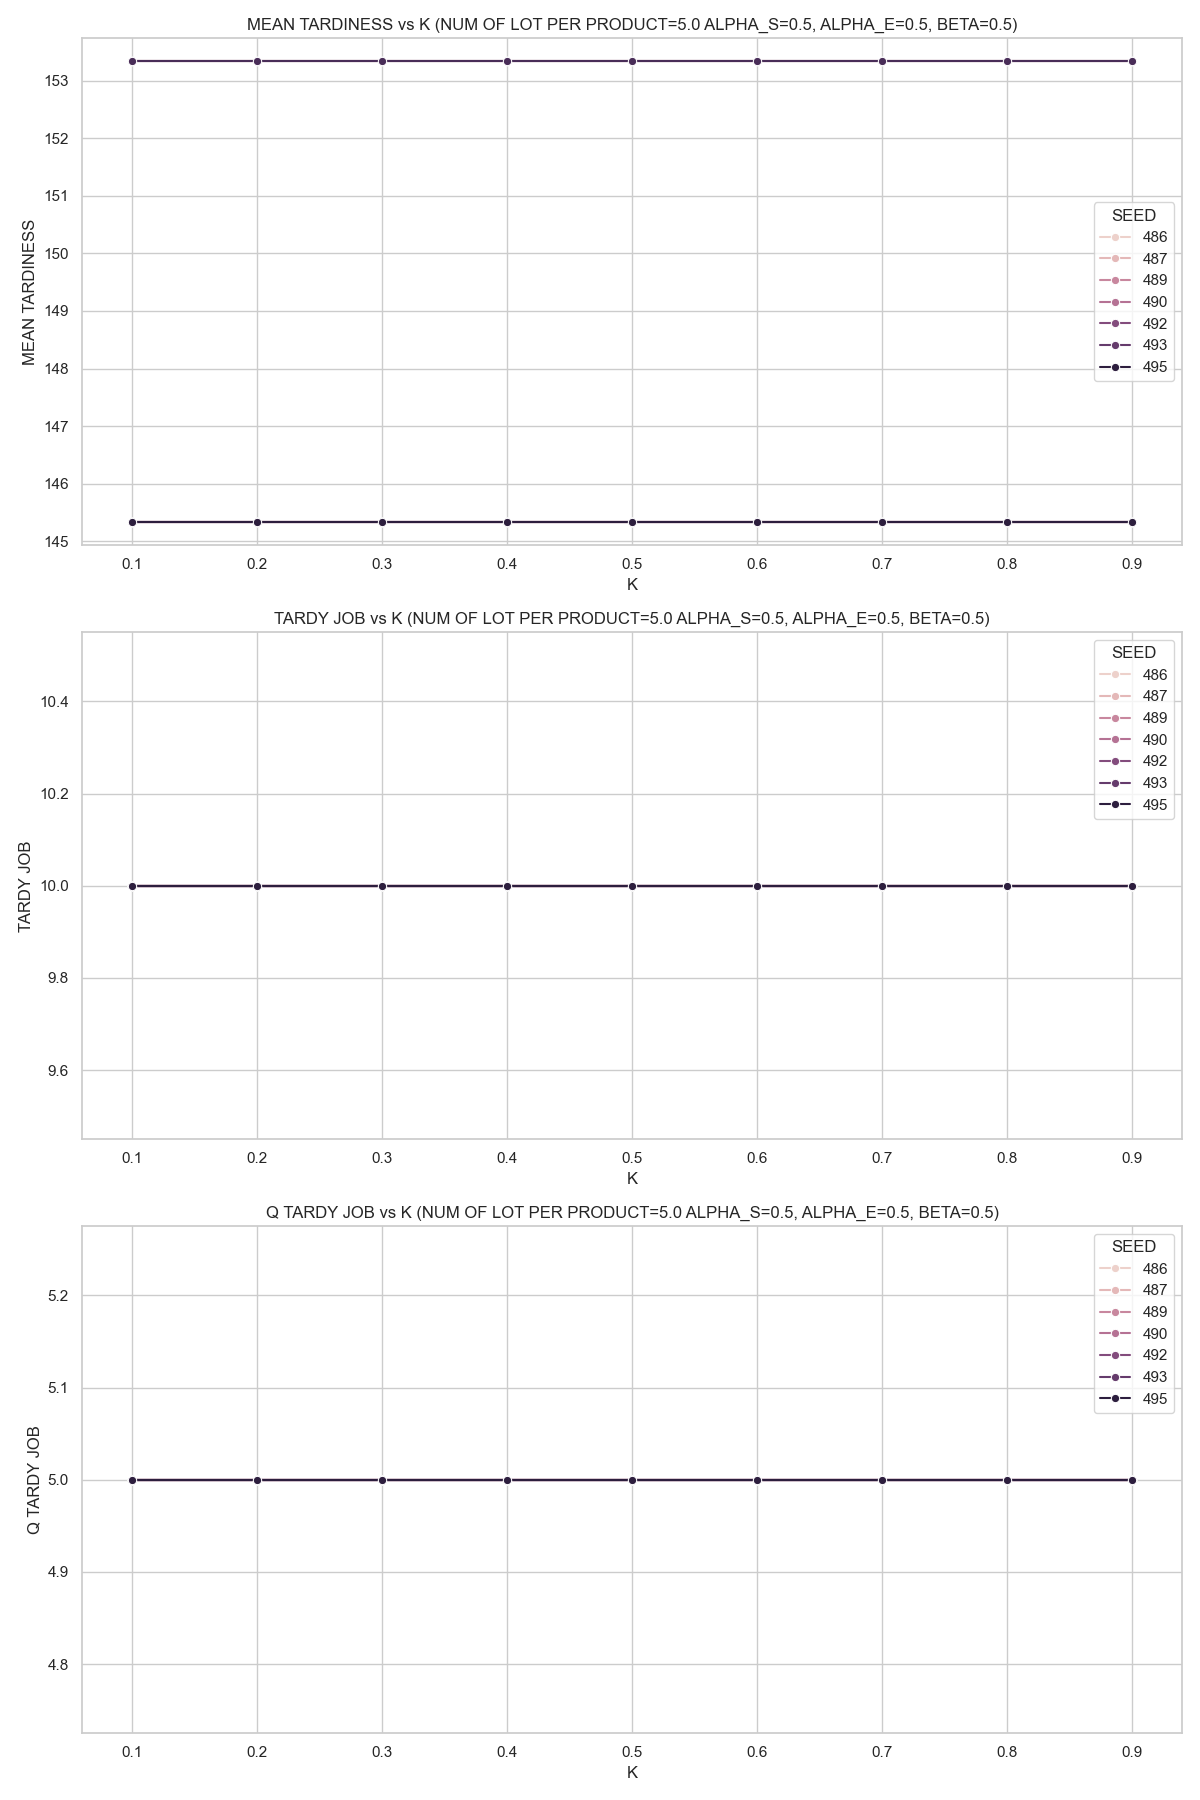 MEAN TARDINESS vs K (NUM OF LOT PER PRODUCT=5.0 ALPHA_S=0.5, ALPHA_E=0.5, BETA=0.5)
153
152
151
150
149
148
147
146
145
MEAN TARDINESS
SEED
486
487
489
490
492
493
495
0.1 0.2 0.3 0.4 0.5 0.6 0.7 0.8 0.9
K
TARDY JOB vs K (NUM OF LOT PER PRODUCT=5.0 ALPHA_S=0.5, ALPHA_E=0.5, BETA=0.5)
10.4
10.2
10.0
9.8
9.6
TARDY JOB
SEED
486
487
489
490
492
493
495
0.1 0.2 0.3 0.4 0.5 0.6 0.7 0.8 0.9
K
Q TARDY JOB vs K (NUM OF LOT PER PRODUCT=5.0 ALPHA_S=0.5, ALPHA_E=0.5, BETA=0.5)
5.2
5.1
5.0
4.9
4.8
Q TARDY JOB
SEED
486
487
489
490
492
493
495
0.1 0.2 0.3 0.4 0.5 0.6 0.7 0.8 0.9
K